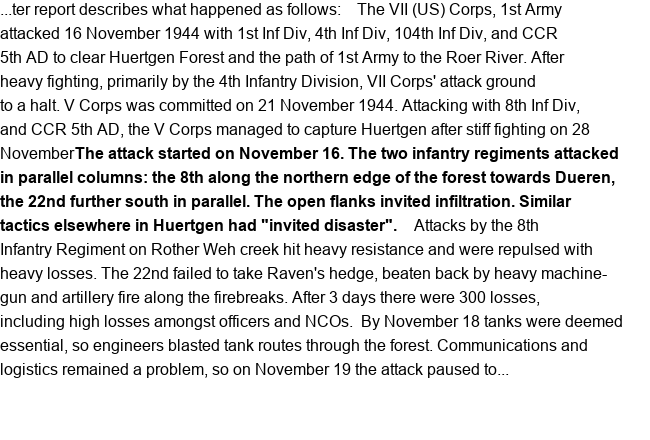 ...ter report describes what happened as follows:    The VII (US) Corps, 1st Army
attacked 16 November 1944 with 1st Inf Div, 4th Inf Div, 104th Inf Div, and CCR
5th AD to clear Huertgen Forest and the path of 1st Army to the Roer River. After
heavy fighting, primarily by the 4th Infantry Division, VII Corps' attack ground
to a halt. V Corps was committed on 21 November 1944. Attacking with 8th Inf Div,
and CCR 5th AD, the V Corps managed to capture Huertgen after stiff fighting on 28
NovemberThe attack started on November 16. The two infantry regiments attacked
in parallel columns: the 8th along the northern edge of the forest towards Dueren,
the 22nd further south in parallel. The open flanks invited infiltration. Similar
tactics elsewhere in Huertgen had "invited disaster".    Attacks by the 8th
Infantry Regiment on Rother Weh creek hit heavy resistance and were repulsed with
heavy losses. The 22nd failed to take Raven's hedge, beaten back by heavy machine-
gun and artillery fire along the firebreaks. After 3 days there were 300 losses,
including high losses amongst officers and NCOs.  By November 18 tanks were deemed
essential, so engineers blasted tank routes through the forest. Communications and
logistics remained a problem, so on November 19 the attack paused to...